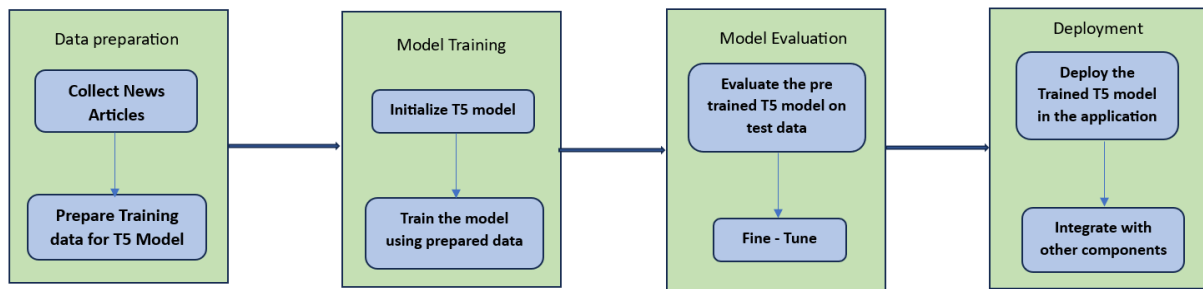 Data preparation
Collect News
Articles
Prepare Training
data for T5 Model
Model Training
Initialize T5 model
Train the model
using prepared data
Model Evaluation
Evaluate the pre
trained T5 model on
test data
Fine - Tune
Deployment
Deploy the
Trained T5 model
in the application
Integrate with
other components